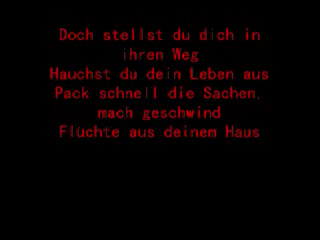 Doch stellst du dich in
ihren Weg
Hauchst du dein Leben aus
Pack schnell die Sachen,
mach geschwind
Flüchte aus deinem Haus